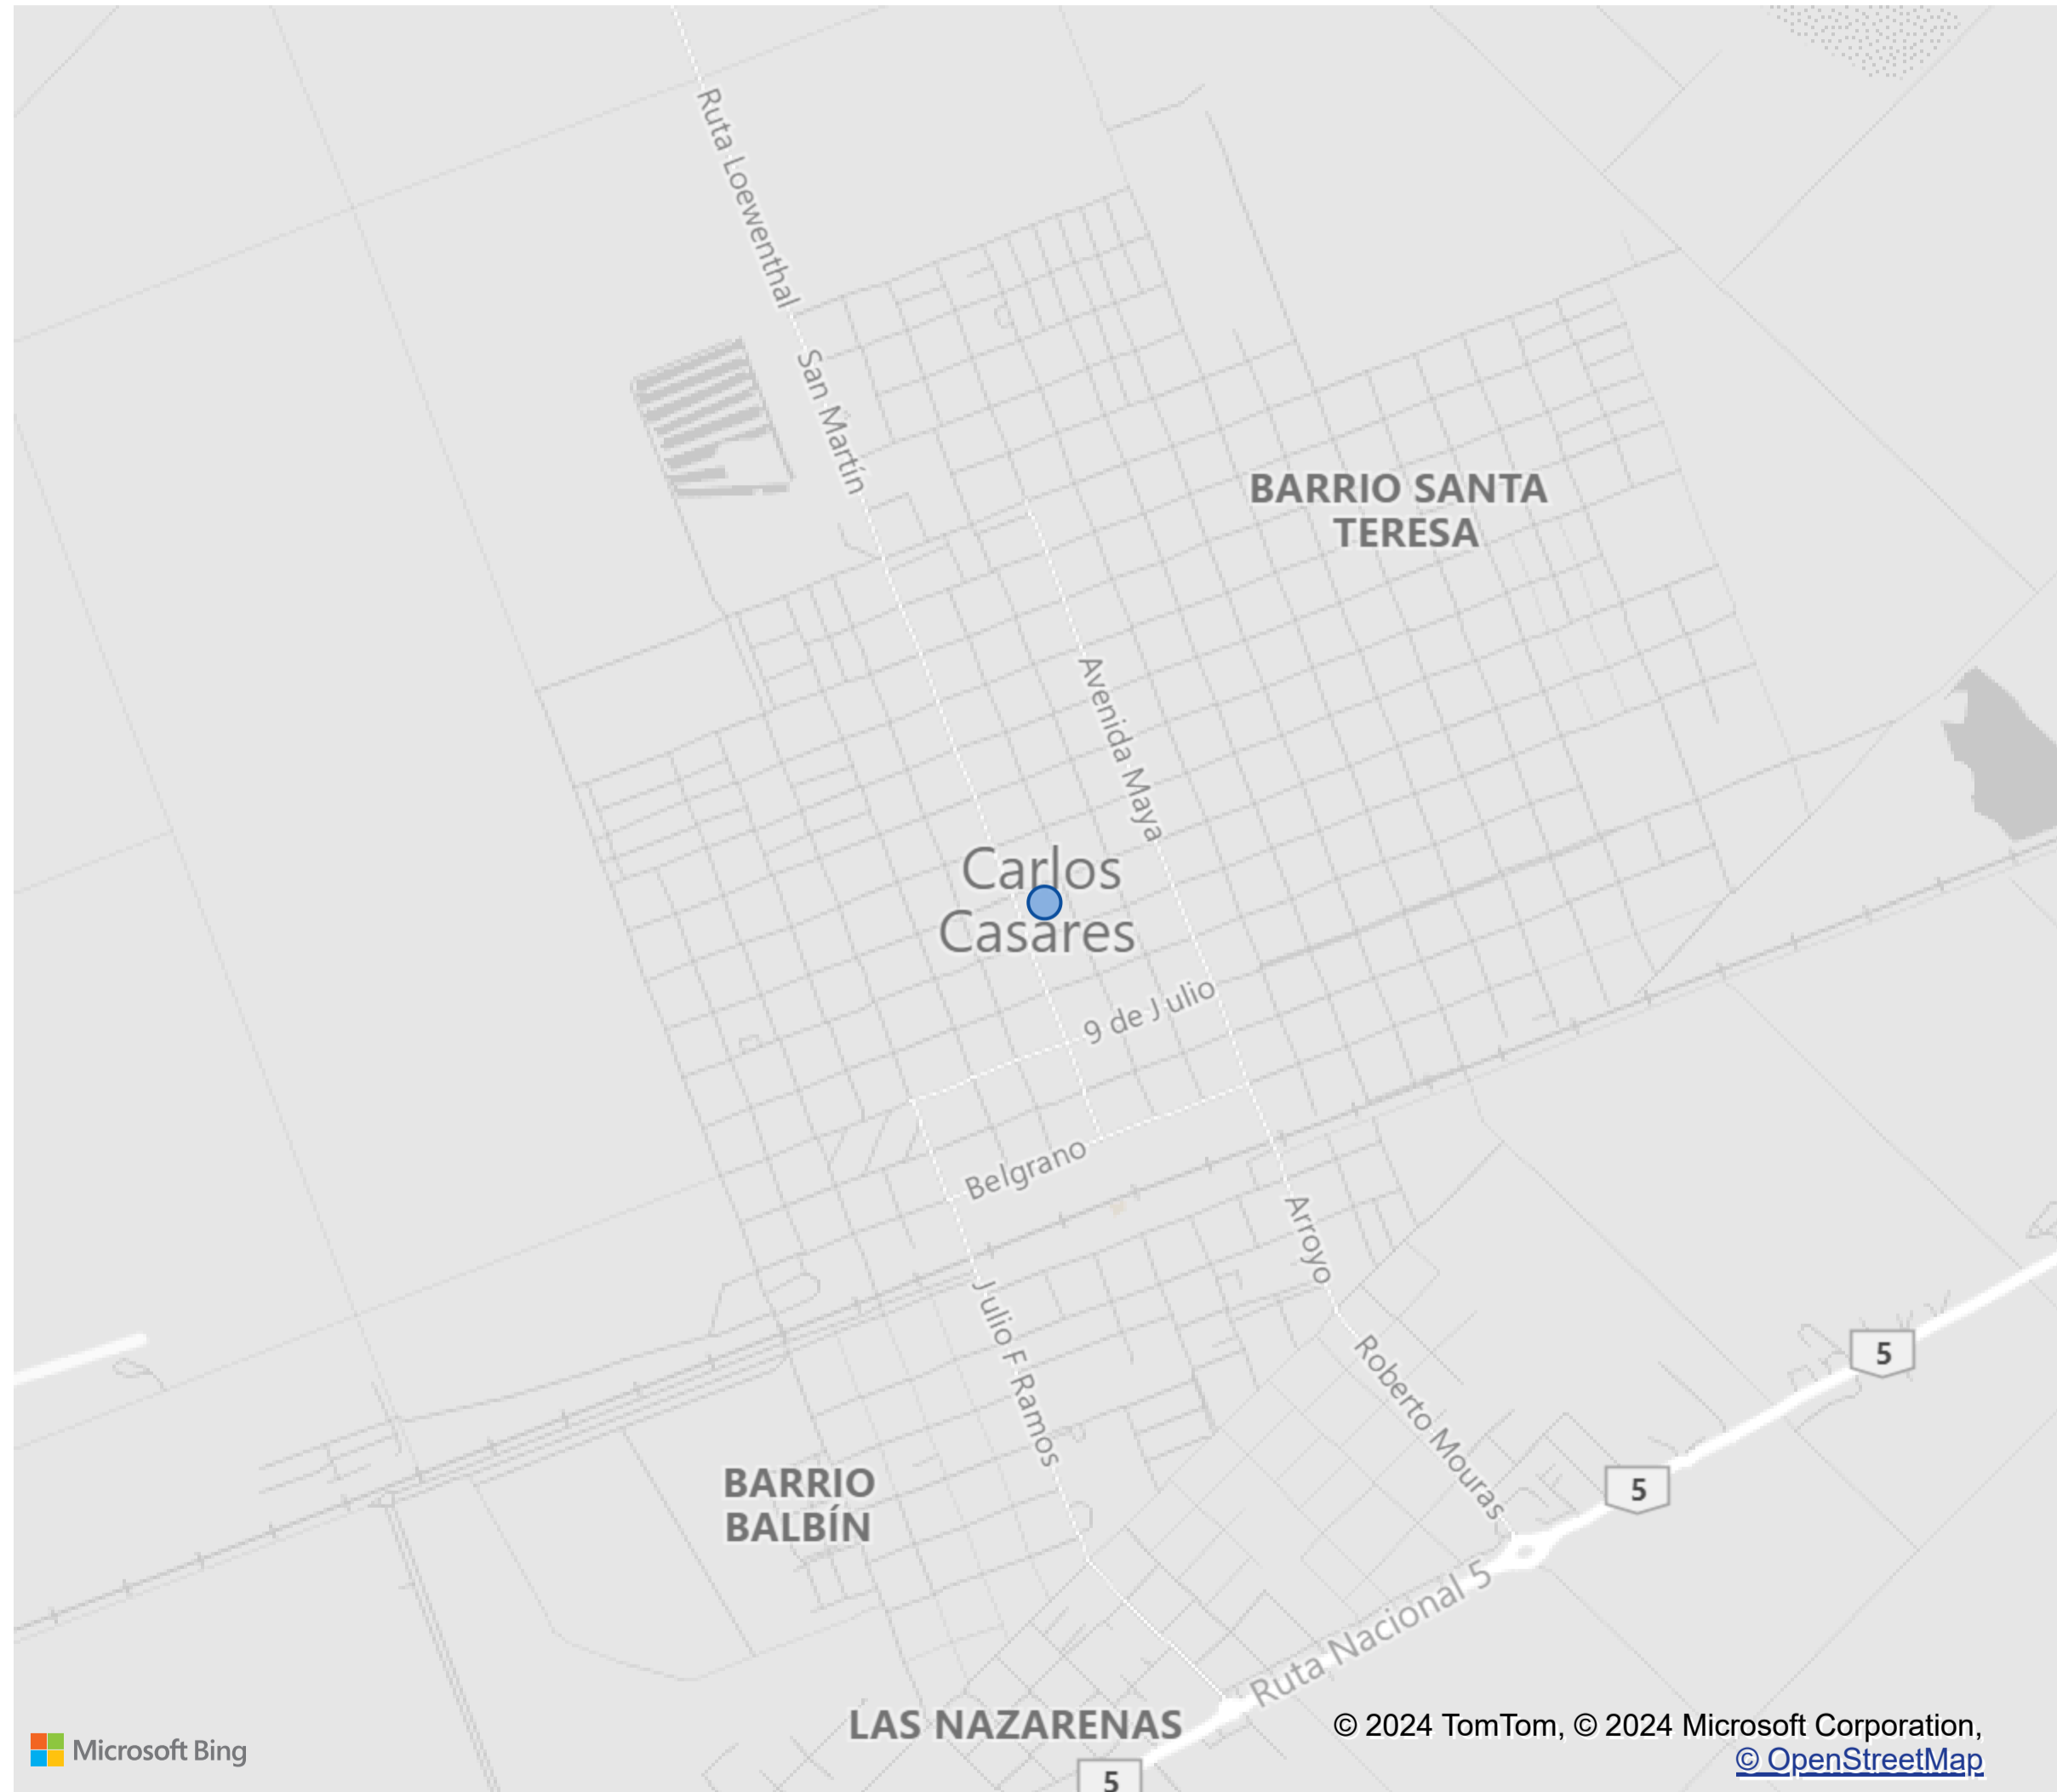 Ruta Loewenthal
San Martín
BARRIO SANTA
TERESA
Avenida Maya
Carlos
Casares
9 de Julio
Belgrano
Arroyo
Julio F Ramos
Roberto Mouras
5
5
BARRIO
BALBÍN
Ruta Nacional 5
LAS NAZARENAS
5
Microsoft Bing
© 2024 TomTom, © 2024 Microsoft Corporation,
© OpenStreetMap